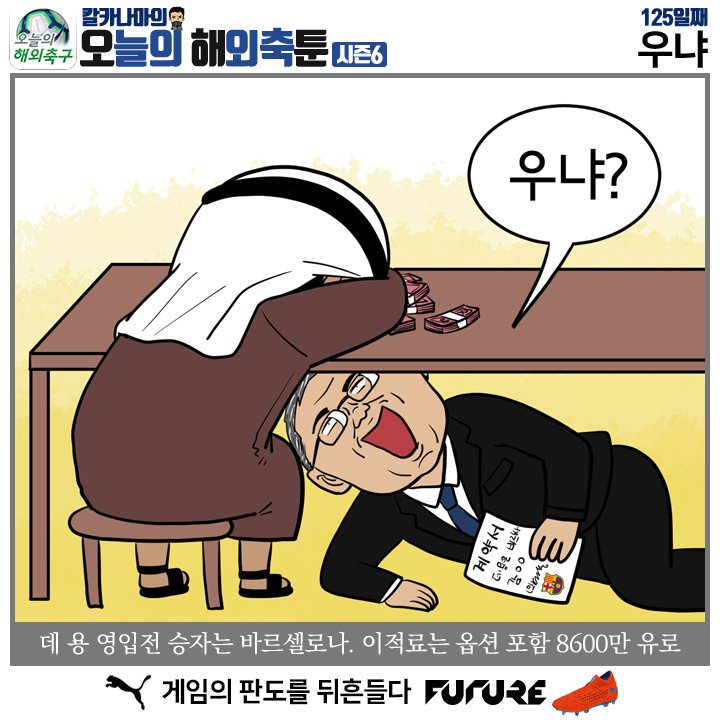 오늘의
해외축구
칼카나마의
오늘의 해외축툰
시즌6
125일째
우냐
우냐?
계약서
데 용 영입전 승자는 바르셀로나. 이적료는 옵션 포함 8600만 유로
게임의 판도를 뒤흔들다 FUTURE